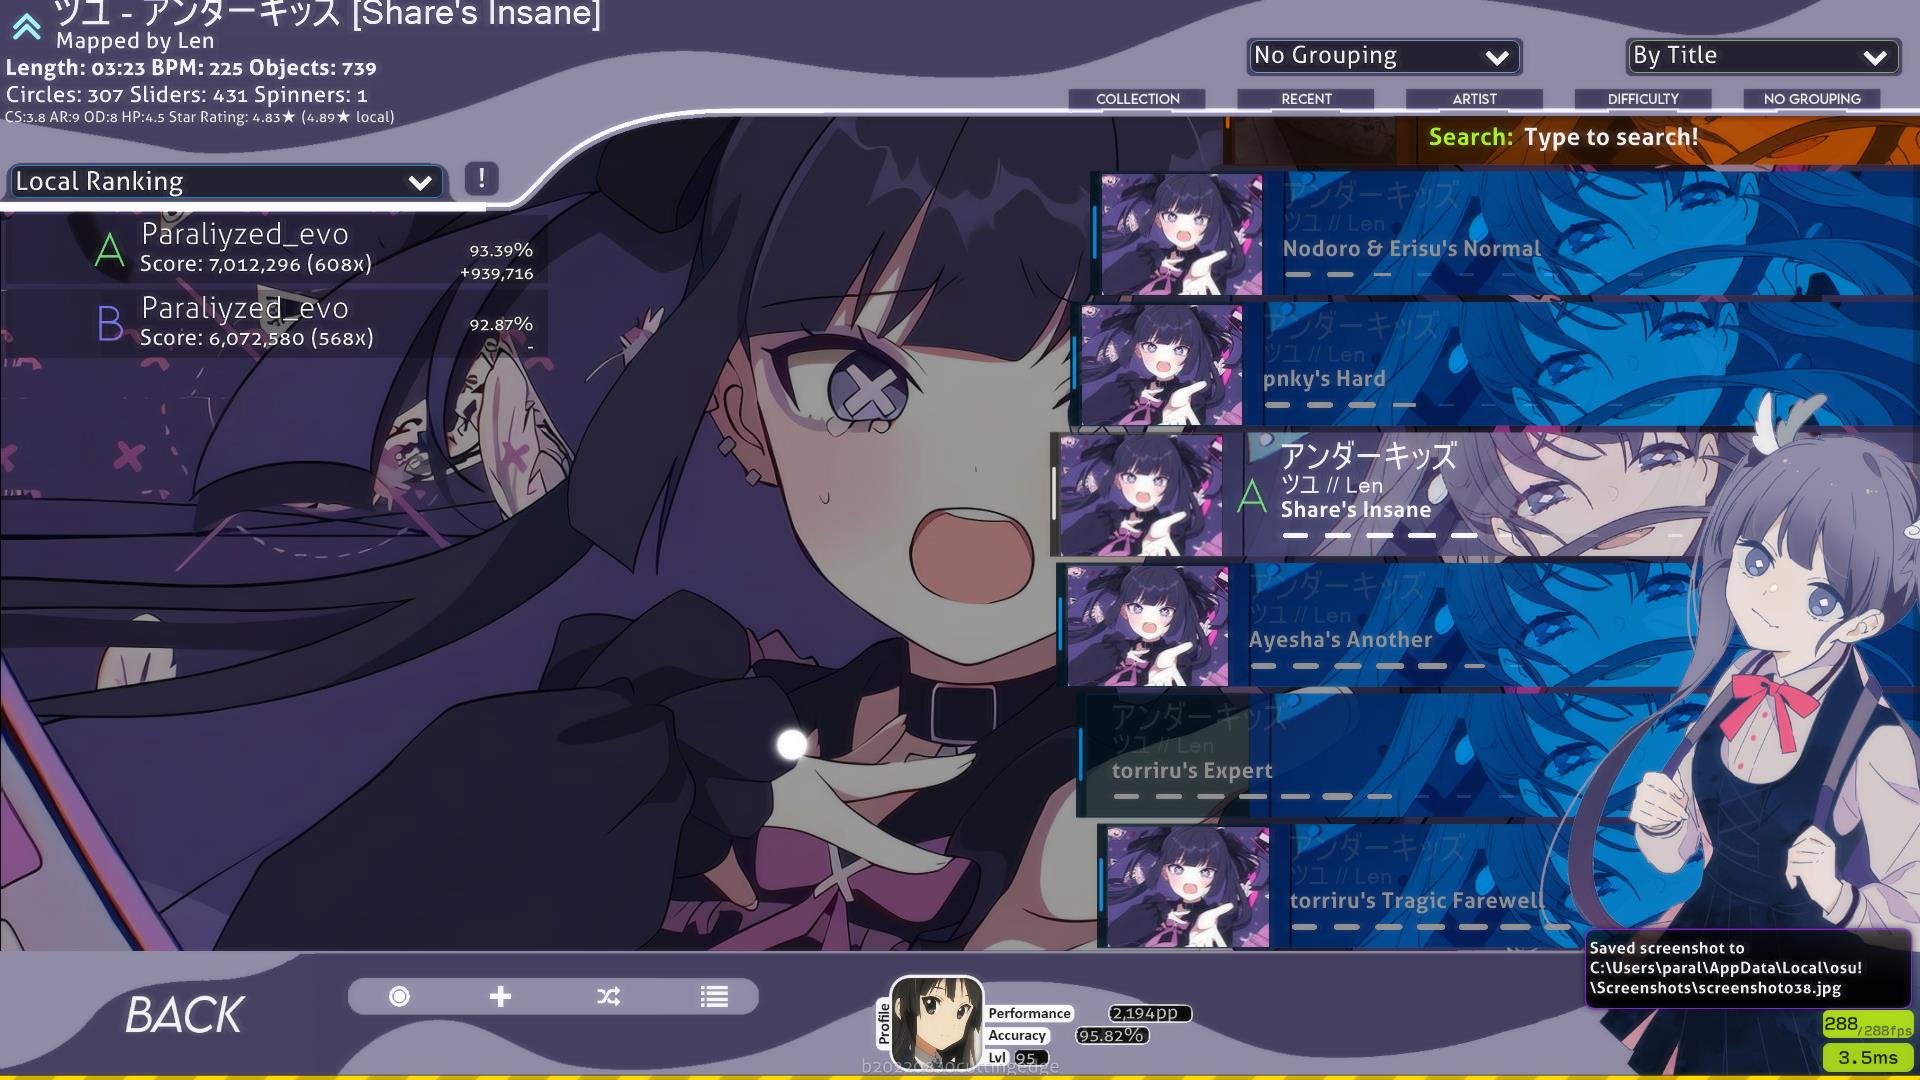 ツユ - アンダーキッズ [Share's Insane]
Mapped by Len
Length: 03:23 BPM: 225 Objects: 739
Circles: 307 Sliders: 431 Spinners: 1
CS:3.8 AR:9 OD:8 HP:4.5 Star Rating: 4.83★ (4.89★ local)
No Grouping
By Title
COLLECTION
RECENT
ARTIST
DIFFICULTY
NO GROUPING
Search: Type to search!
Local Ranking
!
A
Paraliyzed_evo
Score: 7,012,296 (608x)
93.39%
+939,716
B
Paraliyzed_evo
Score: 6,072,580 (568x)
92.87%
-
アンダーキッズ
ツユ // Len
Nodoro & Erisu's Normal
アンダーキッズ
ツユ // Len
pnky's Hard
A
アンダーキッズ
ツユ // Len
Share's Insane
アンダーキッズ
ツユ // Len
Ayesha's Another
アンダーキッズ
ツユ // Len
torriru's Expert
アンダーキッズ
ツユ // Len
torriru's Tragic Farewell
Saved screenshot to
C:\Users\paral\AppData\Local\osu!
\Screenshots\screenshot038.jpg
BACK
Profile
Performance 2,194pp
Accuracy 95.82%
Lvl 95
b20220830cuttingedge
288/288fps
3.5ms